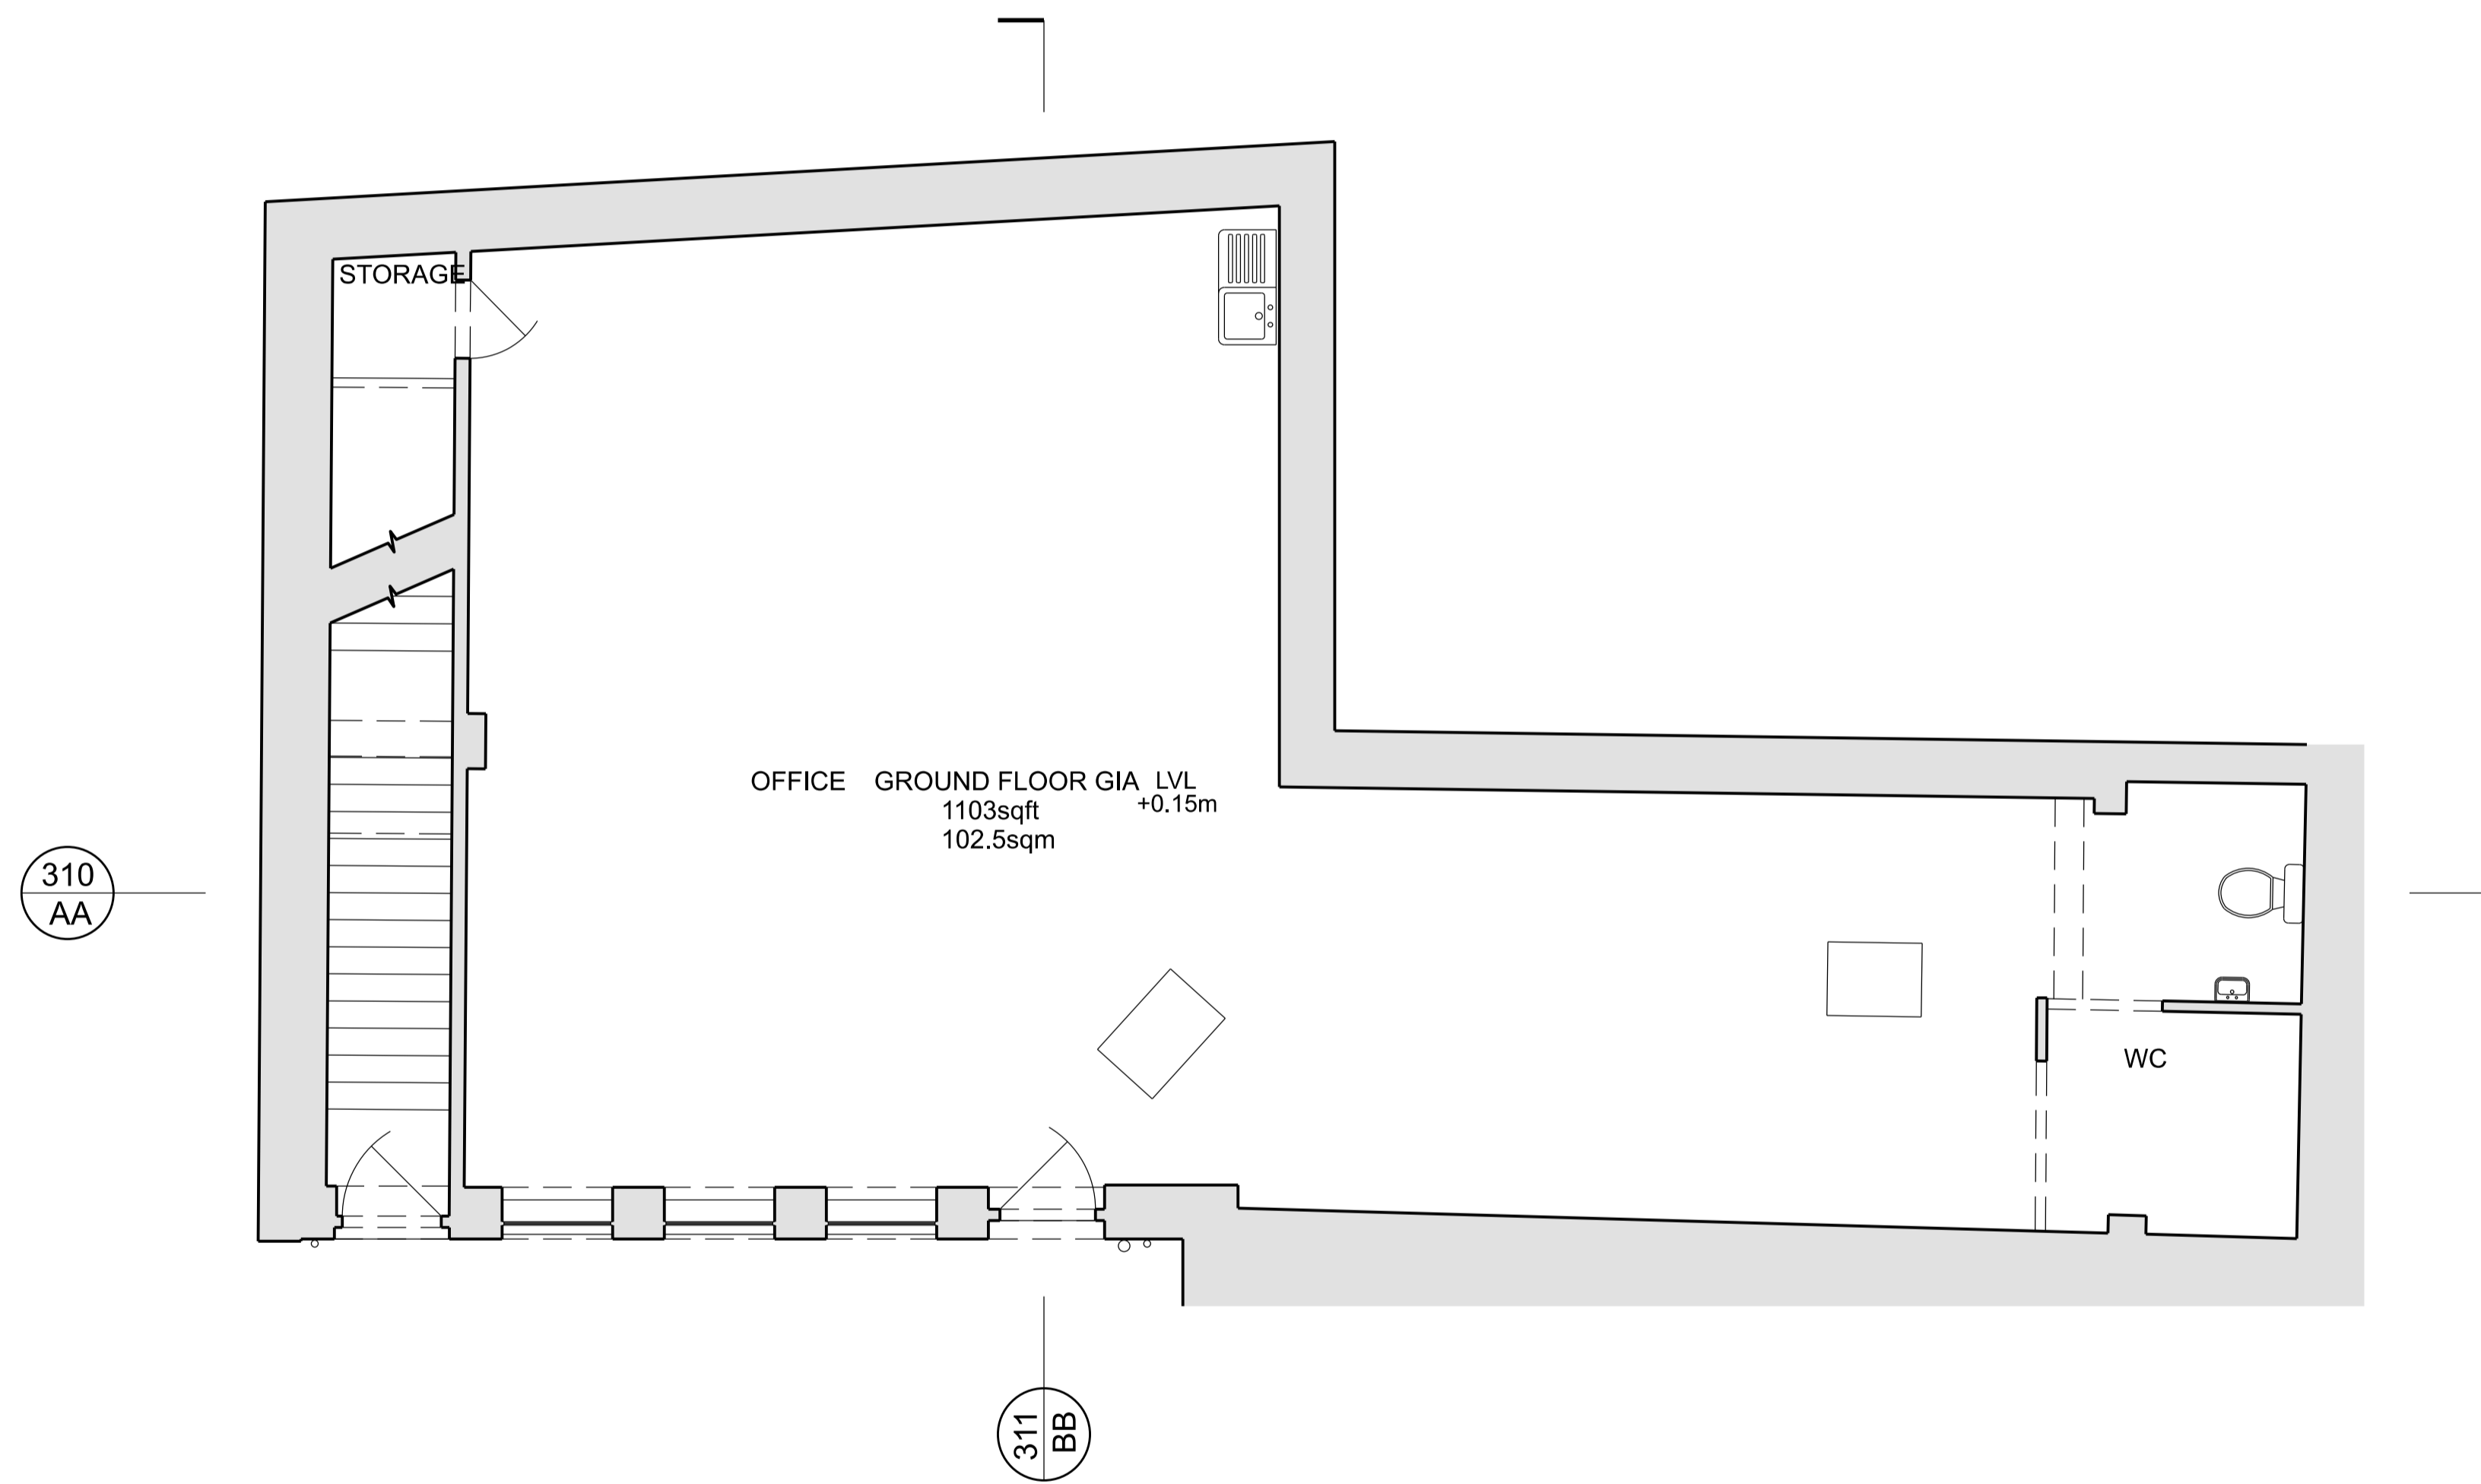 STORAGE
OFFICE GROUND FLOOR GIA LVL
1103sqft +0.15m
102.5sqm
310
AA
WC
311
BB